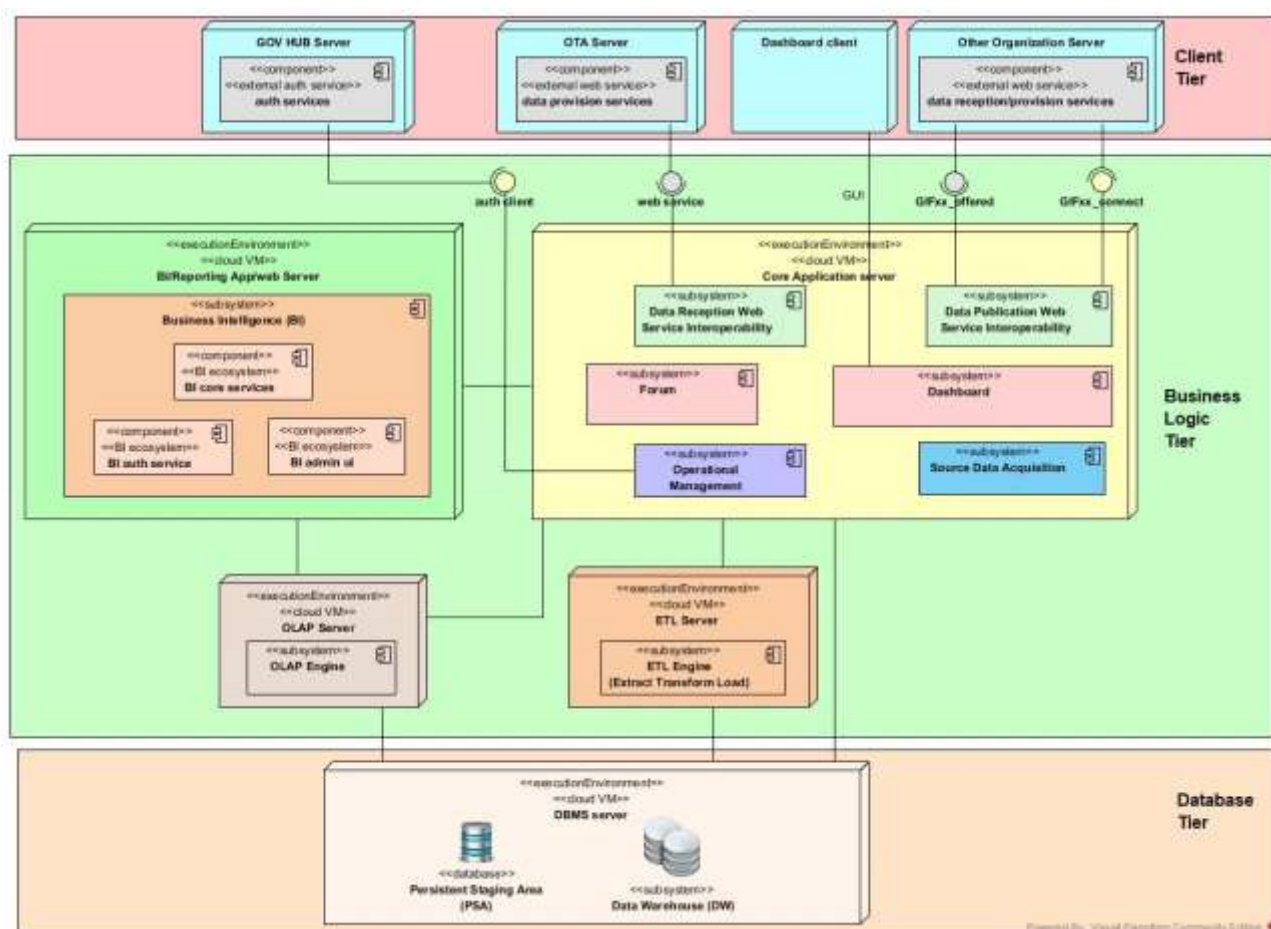 GOV HUB Server
<<component>>
<<external auth service>>
auth services
OTA Server
<<component>>
<<external web service>>
data provision services
Dashboard client
Other Organization Server
<<component>>
<<external web service>>
data reception/provision services
Client
Tier
auth client
web service
GUI
GIFxx_offered
GIFxx_connect
<<executionEnvironment>>
<<cloud VM>>
BI/Reporting App/web Server
<<subsystem>>
Business Intelligence (BI)
<<component>>
<<BI ecosystem>>
BI core services
<<component>>
<<BI ecosystem>>
BI auth service
<<component>>
<<BI ecosystem>>
BI admin ui
<<executionEnvironment>>
<<cloud VM>>
Core Application server
<<subsystem>>
Data Reception Web
Service Interoperability
<<subsystem>>
Data Publication Web
Service Interoperability
<<subsystem>>
Forum
<<subsystem>>
Dashboard
<<subsystem>>
Operational
Management
<<subsystem>>
Source Data Acquisition
Business
Logic
Tier
<<executionEnvironment>>
<<cloud VM>>
OLAP Server
<<subsystem>>
OLAP Engine
<<executionEnvironment>>
<<cloud VM>>
ETL Server
<<subsystem>>
ETL Engine
(Extract Transform Load)
<<executionEnvironment>>
<<cloud VM>>
DBMS server
<<database>>
Persistent Staging Area
(PSA)
<<subsystem>>
Data Warehouse (DW)
Database
Tier
Powered By Visual Paradigm Community Edition